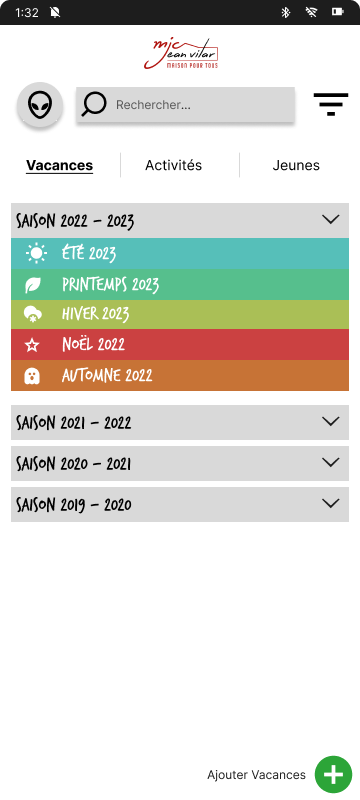 1:32
mjc
Jean vilar
MAISON POUR TOUS
Rechercher...
Vacances
Activités
Jeunes
SAISON 2022 - 2023
ÉTÉ 2023
PRINTEMPS 2023
HIVER 2023
NOËL 2022
AUTOMNE 2022
SAISON 2021 - 2022
SAISON 2020 - 2021
SAISON 2019 - 2020
Ajouter Vacances